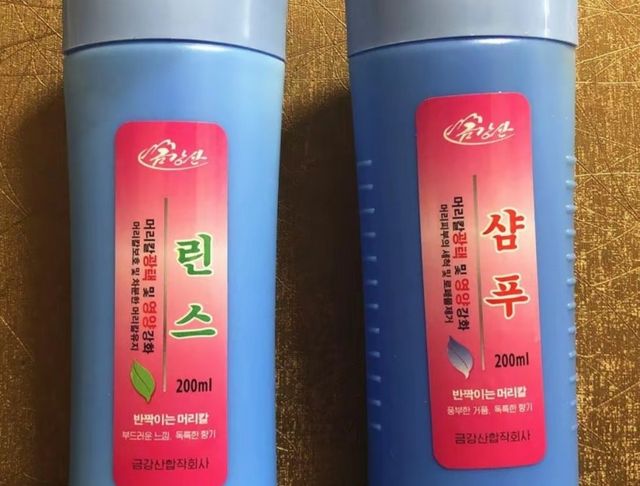 금강산
린스
머리칼광택 및 영양강화
머리칼보호 및 차분한 머리칼유지
200ml
반짝이는 머리칼
부드러운 느낌, 독특한 향기
금강산합작회사
금강산
샴푸
머리칼광택 및 영양강화
머리피부의 세척 및 로폐물제거
200ml
반짝이는 머리칼
풍부한 거품, 독특한 향기
금강산합작회사